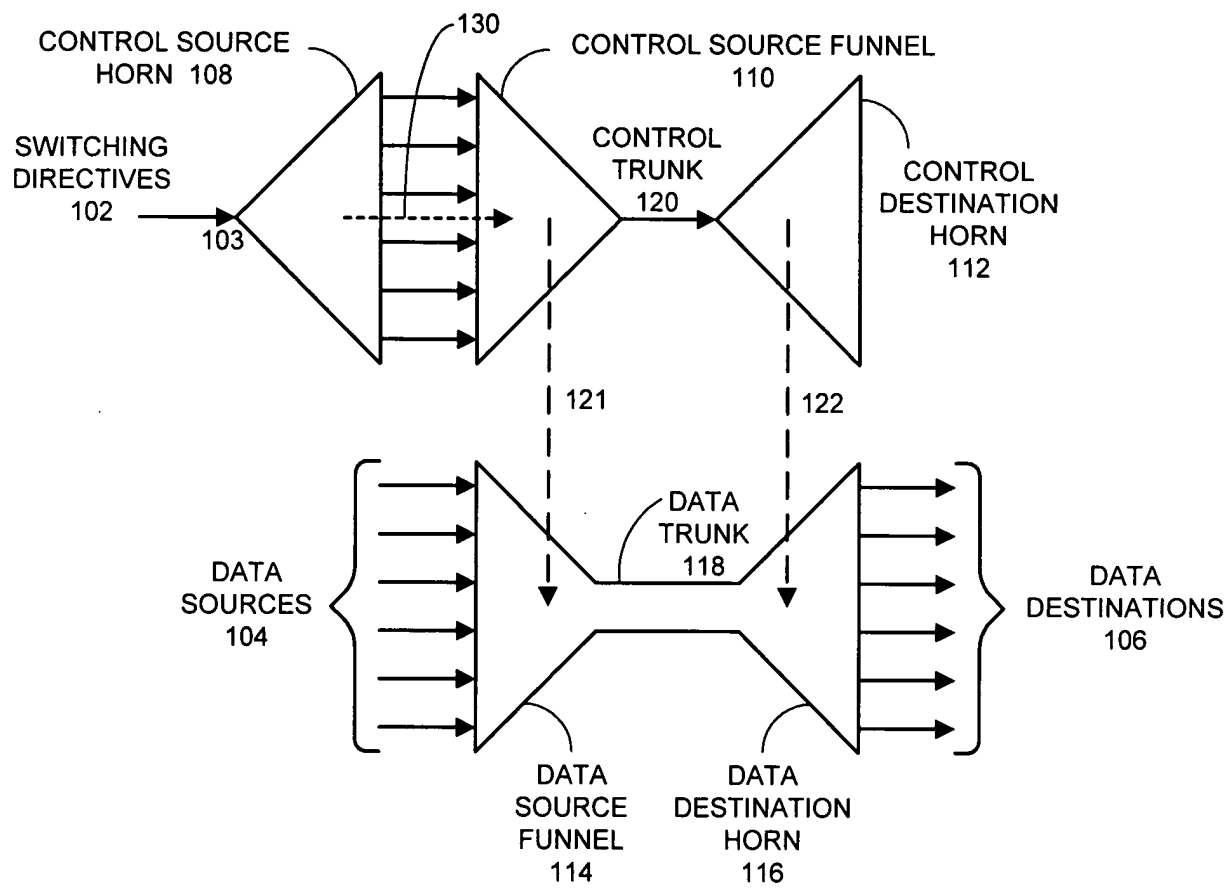 130
CONTROL SOURCE
HORN 108
CONTROL SOURCE FUNNEL
110
SWITCHING
DIRECTIVES
102
103
CONTROL
TRUNK
120
CONTROL
DESTINATION
HORN
112
121
122
DATA
SOURCES
104
DATA
TRUNK
118
DATA
DESTINATIONS
106
DATA
SOURCE
FUNNEL
114
DATA
DESTINATION
HORN
116